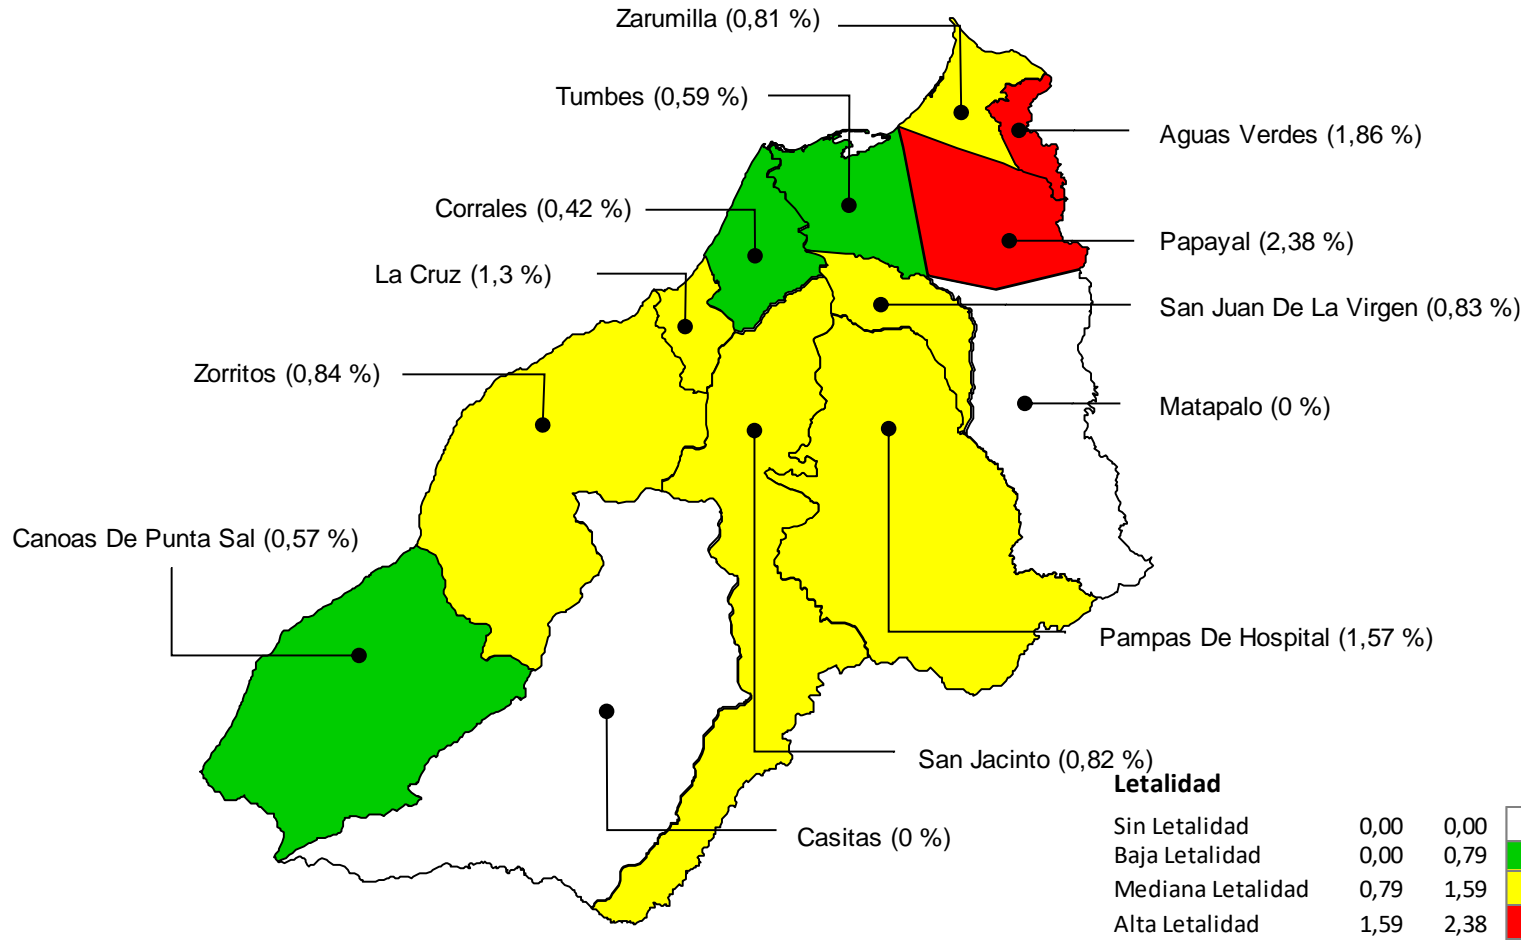 Zarumilla (0,81 %)
Tumbes (0,59 %)
Aguas Verdes (1,86 %)
Corrales (0,42 %)
Papayal (2,38 %)
La Cruz (1,3 %)
San Juan De La Virgen (0,83 %)
Zorritos (0,84 %)
Matapalo (0 %)
Canoas De Punta Sal (0,57 %)
Pampas De Hospital (1,57 %)
San Jacinto (0,82 %)
Casitas (0 %)
Letalidad
Sin Letalidad 0,00 0,00
Baja Letalidad 0,00 0,79
Mediana Letalidad 0,79 1,59
Alta Letalidad 1,59 2,38